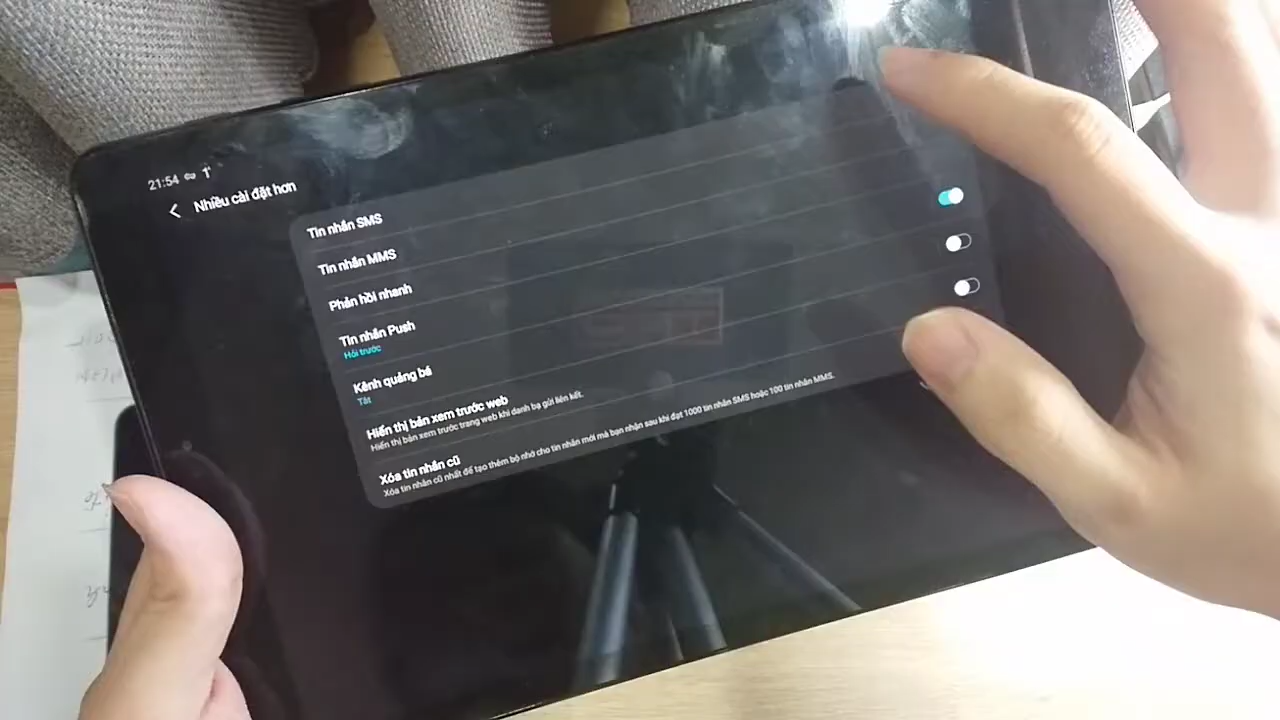 21:54
Nhiều cài đặt hơn
Tin nhắn SMS
Tin nhắn MMS
Phản hồi nhanh
Tin nhắn Push
Hỏi trước
Kênh quảng bá
Tắt
Hiển thị bản xem trước web
Hiển thị bản xem trước trang web khi danh bạ gửi liên kết.
Xóa tin nhắn cũ
Xóa tin nhắn cũ nhất để tạo thêm bộ nhớ cho tin nhắn mới mà bạn nhận sau khi đạt 1000 tin nhắn SMS hoặc 100 tin nhắn MMS.